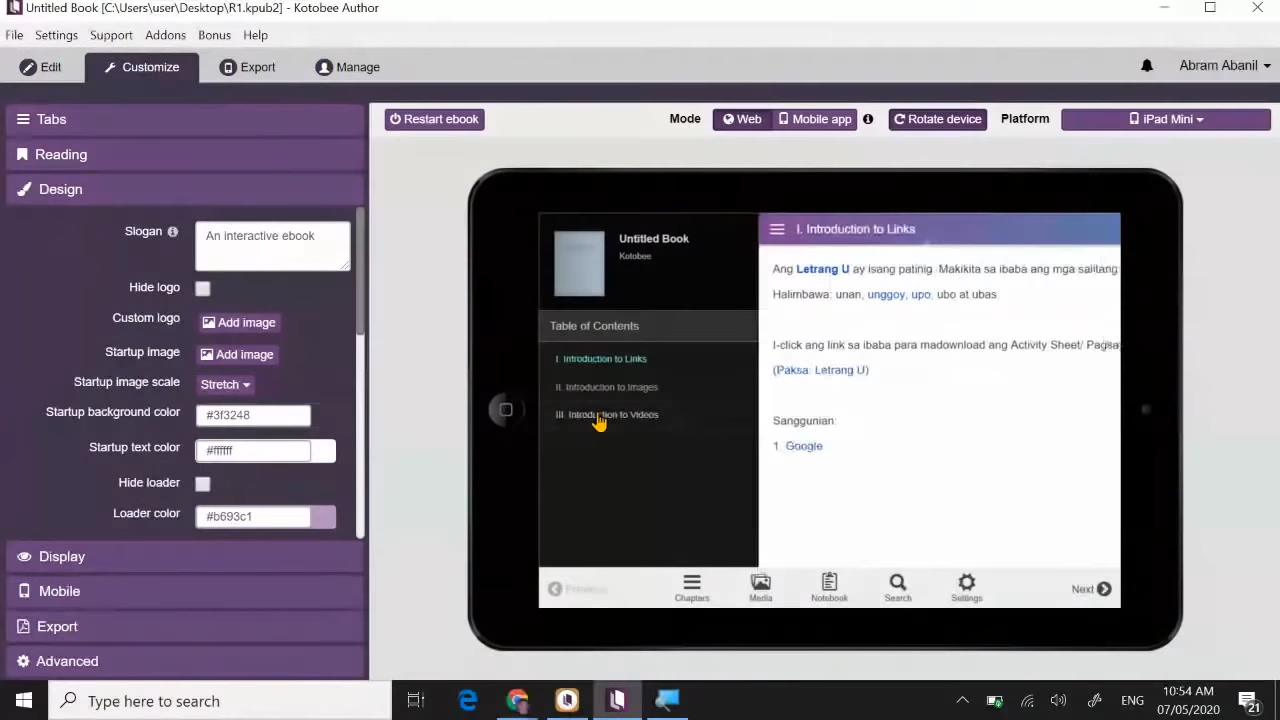 Untitled Book [C:\Users\user\Desktop\R1.kpub2] - Kotobee Author
File Settings Support Addons Bonus Help
Edit Customize Export Manage Abram Abanil
Tabs
Reading
Design
Slogan An interactive ebook
Hide logo
Custom logo Add image
Startup image Add image
Startup image scale Stretch
Startup background color #3f3248
Startup text color #ffffff
Hide loader
Loader color #b693c1
Display
Mobile
Export
Advanced
Restart ebook Mode Web Mobile app Rotate device Platform iPad Mini
Untitled Book
Kotobee
Table of Contents
I. Introduction to Links
II. Introduction to Images
III. Introduction to Videos
I. Introduction to Links
Ang Letrang U ay isang patinig. Makikita sa ibaba ang mga salitang
Halimbawa: unan, unggoy, upo, ubo at ubas
I-click ang link sa ibaba para madownload ang Activity Sheet/ Pagsa
(Paksa: Letrang U)
Sanggunian:
1. Google
Previous Chapters Media Notebook Search Settings Next
Type here to search
ENG
10:54 AM
07/05/2020
21